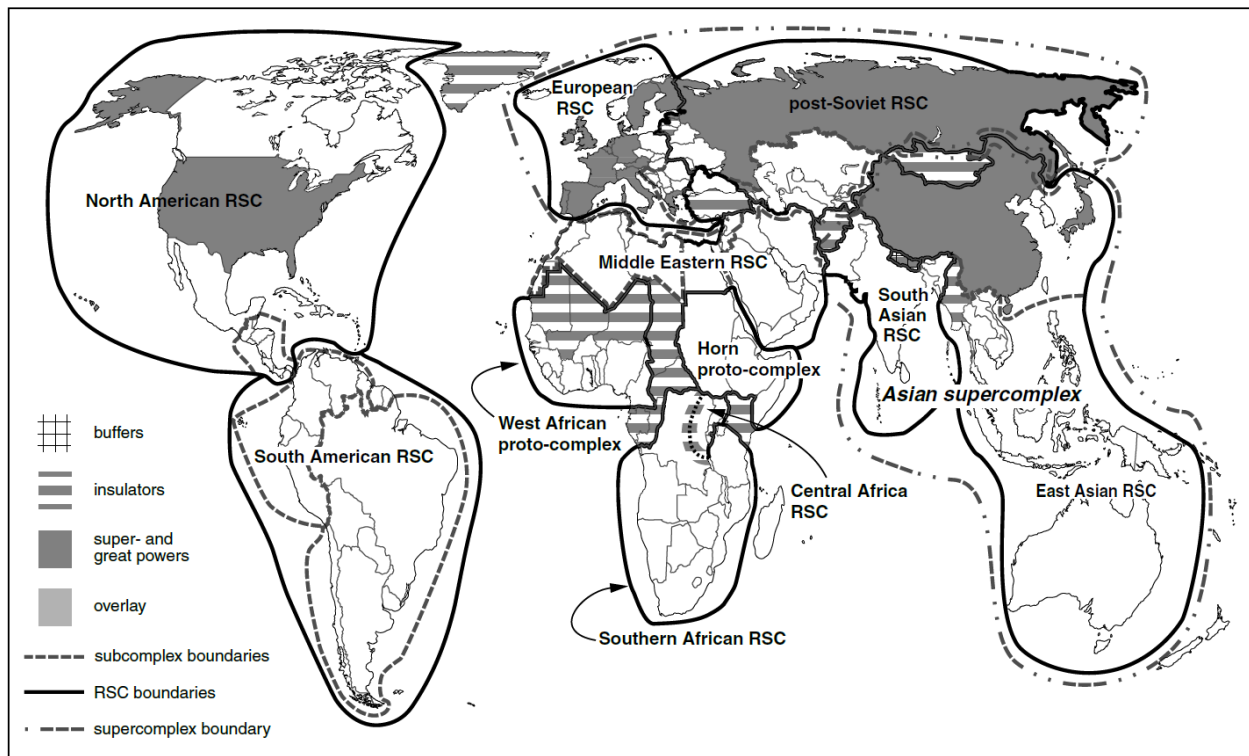 European
RSC
post-Soviet RSC
North American RSC
Middle Eastern RSC
South
Asian
RSC
Horn
proto-complex
Asian supercomplex
West African
proto-complex
South American RSC
Central Africa
RSC
East Asian RSC
Southern African RSC
buffers
insulators
super- and
great powers
overlay
subcomplex boundaries
RSC boundaries
supercomplex boundary